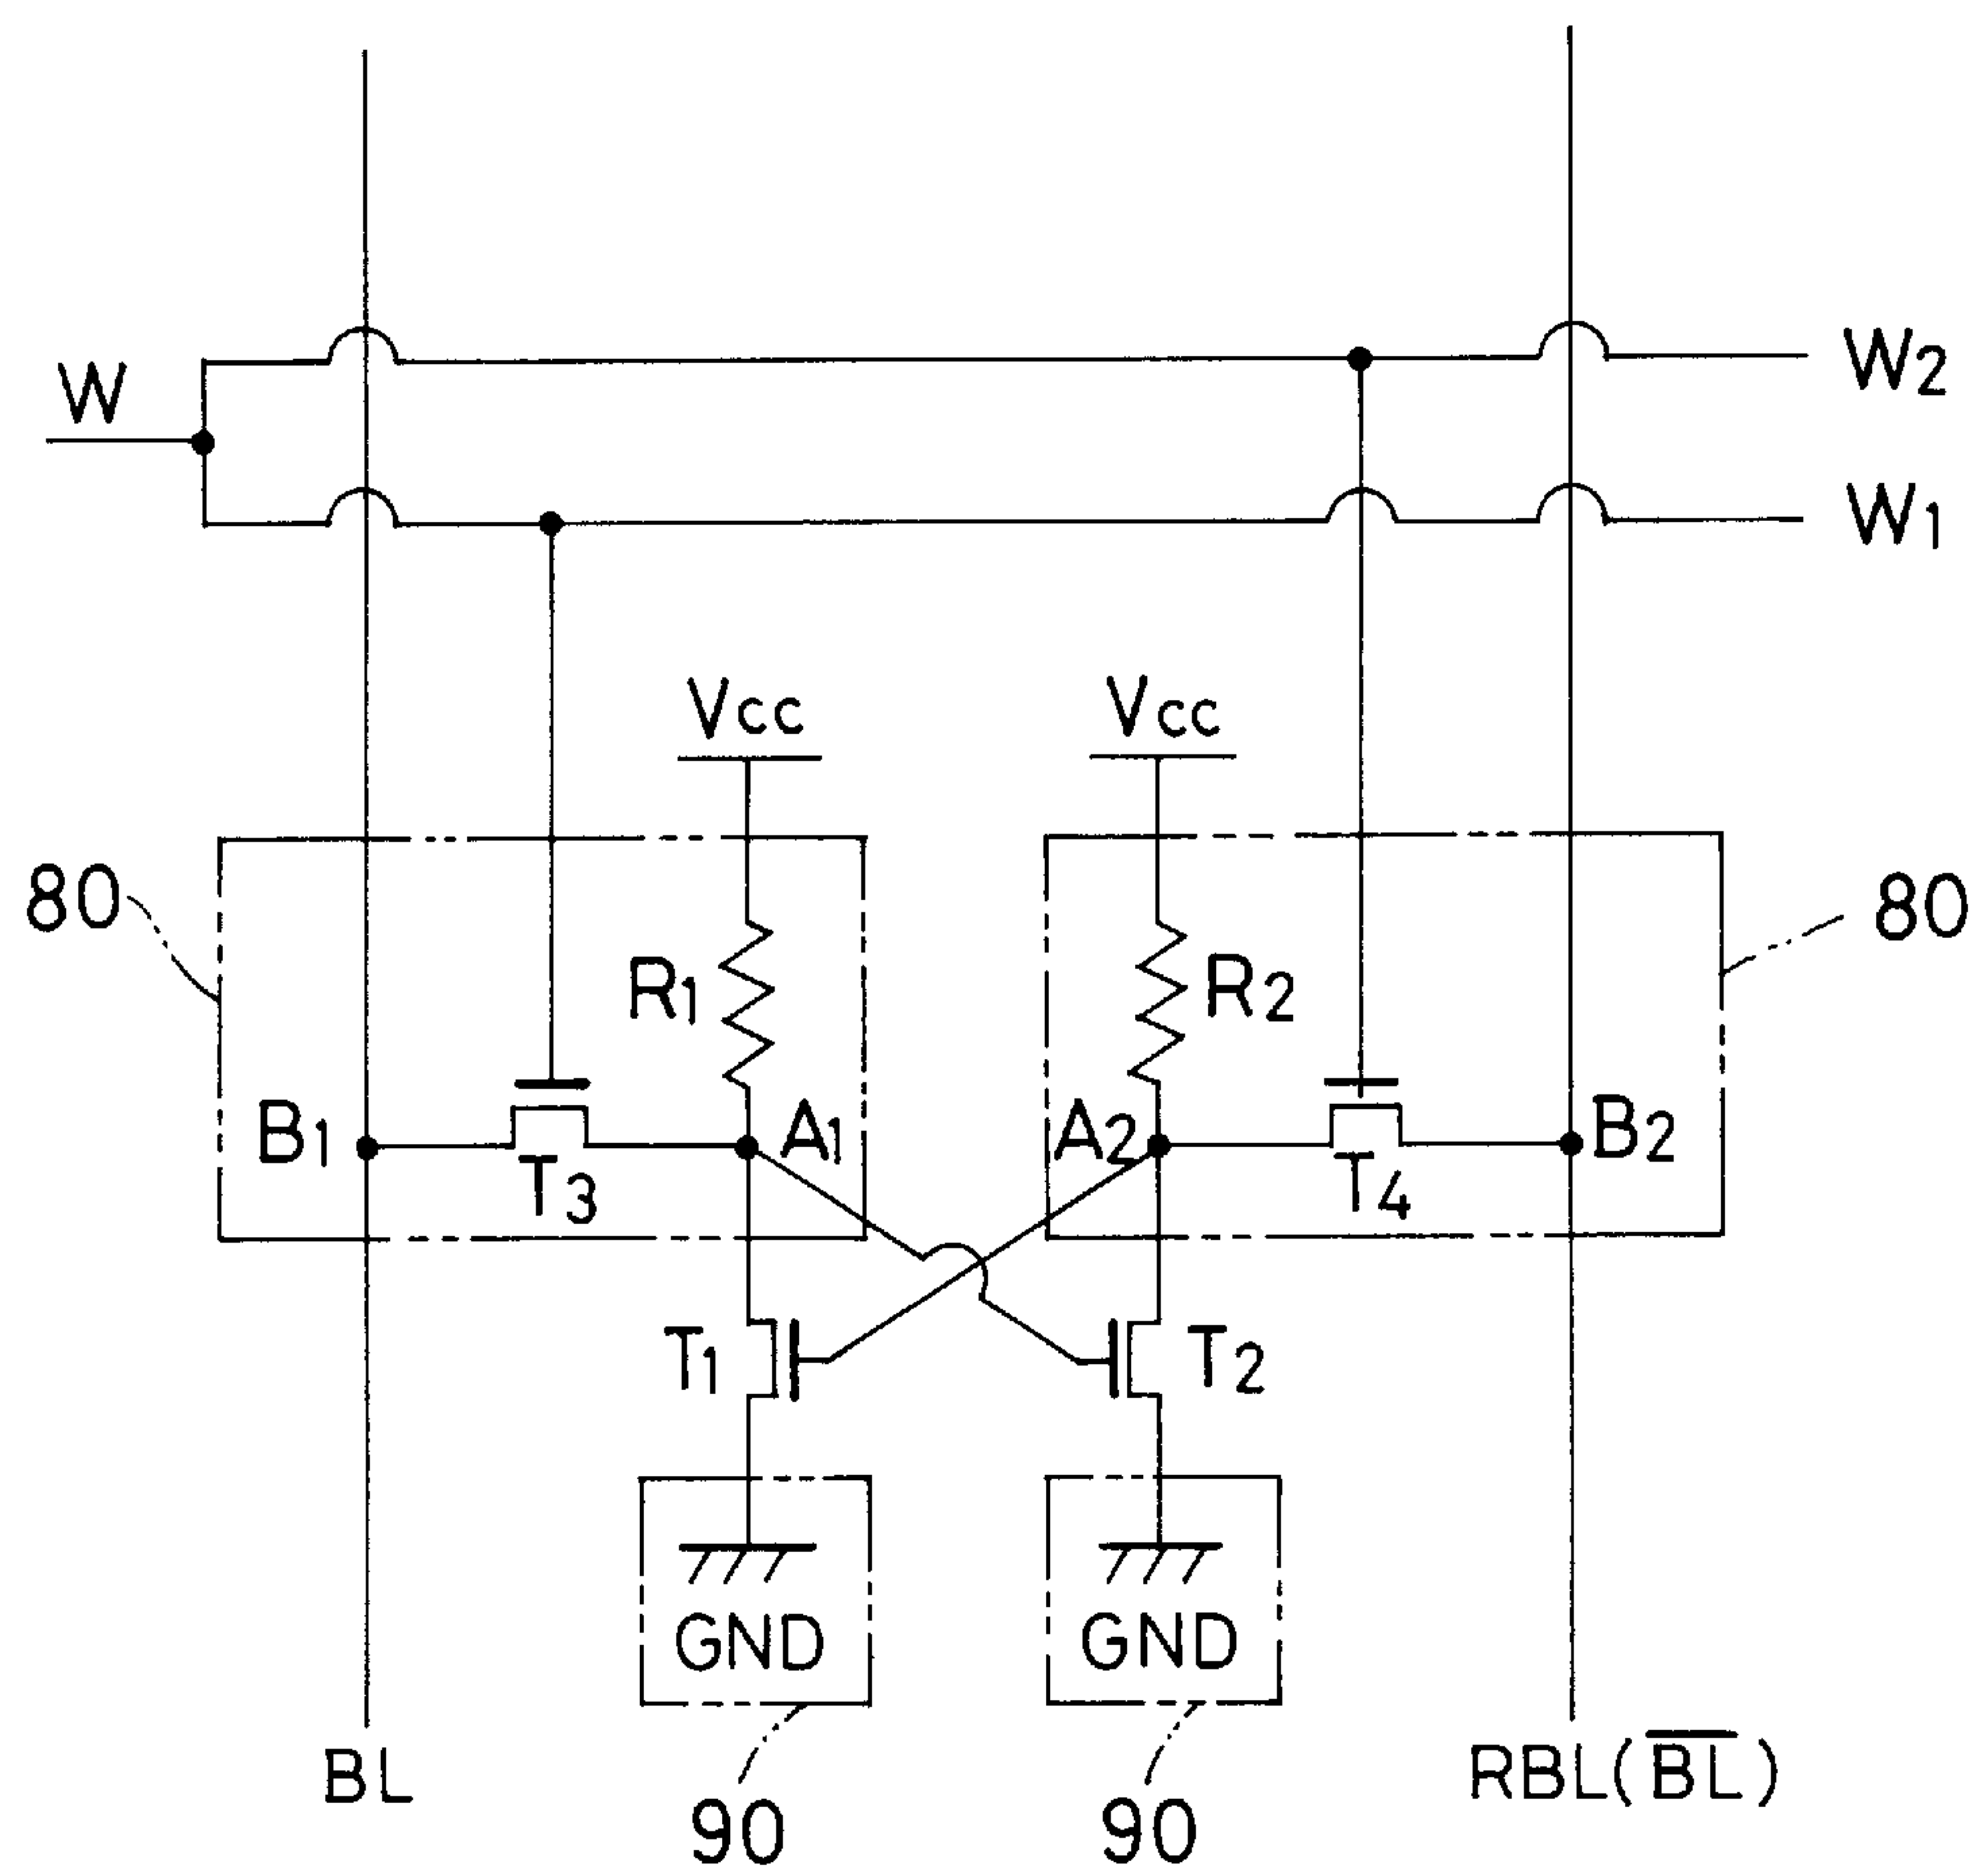 W
W2
W1
Vcc
Vcc
80
80
R1
R2
B1
A1
A2
B2
T3
T4
T1
T2
GND
GND
BL
RBL(B̅L̅)
90
90